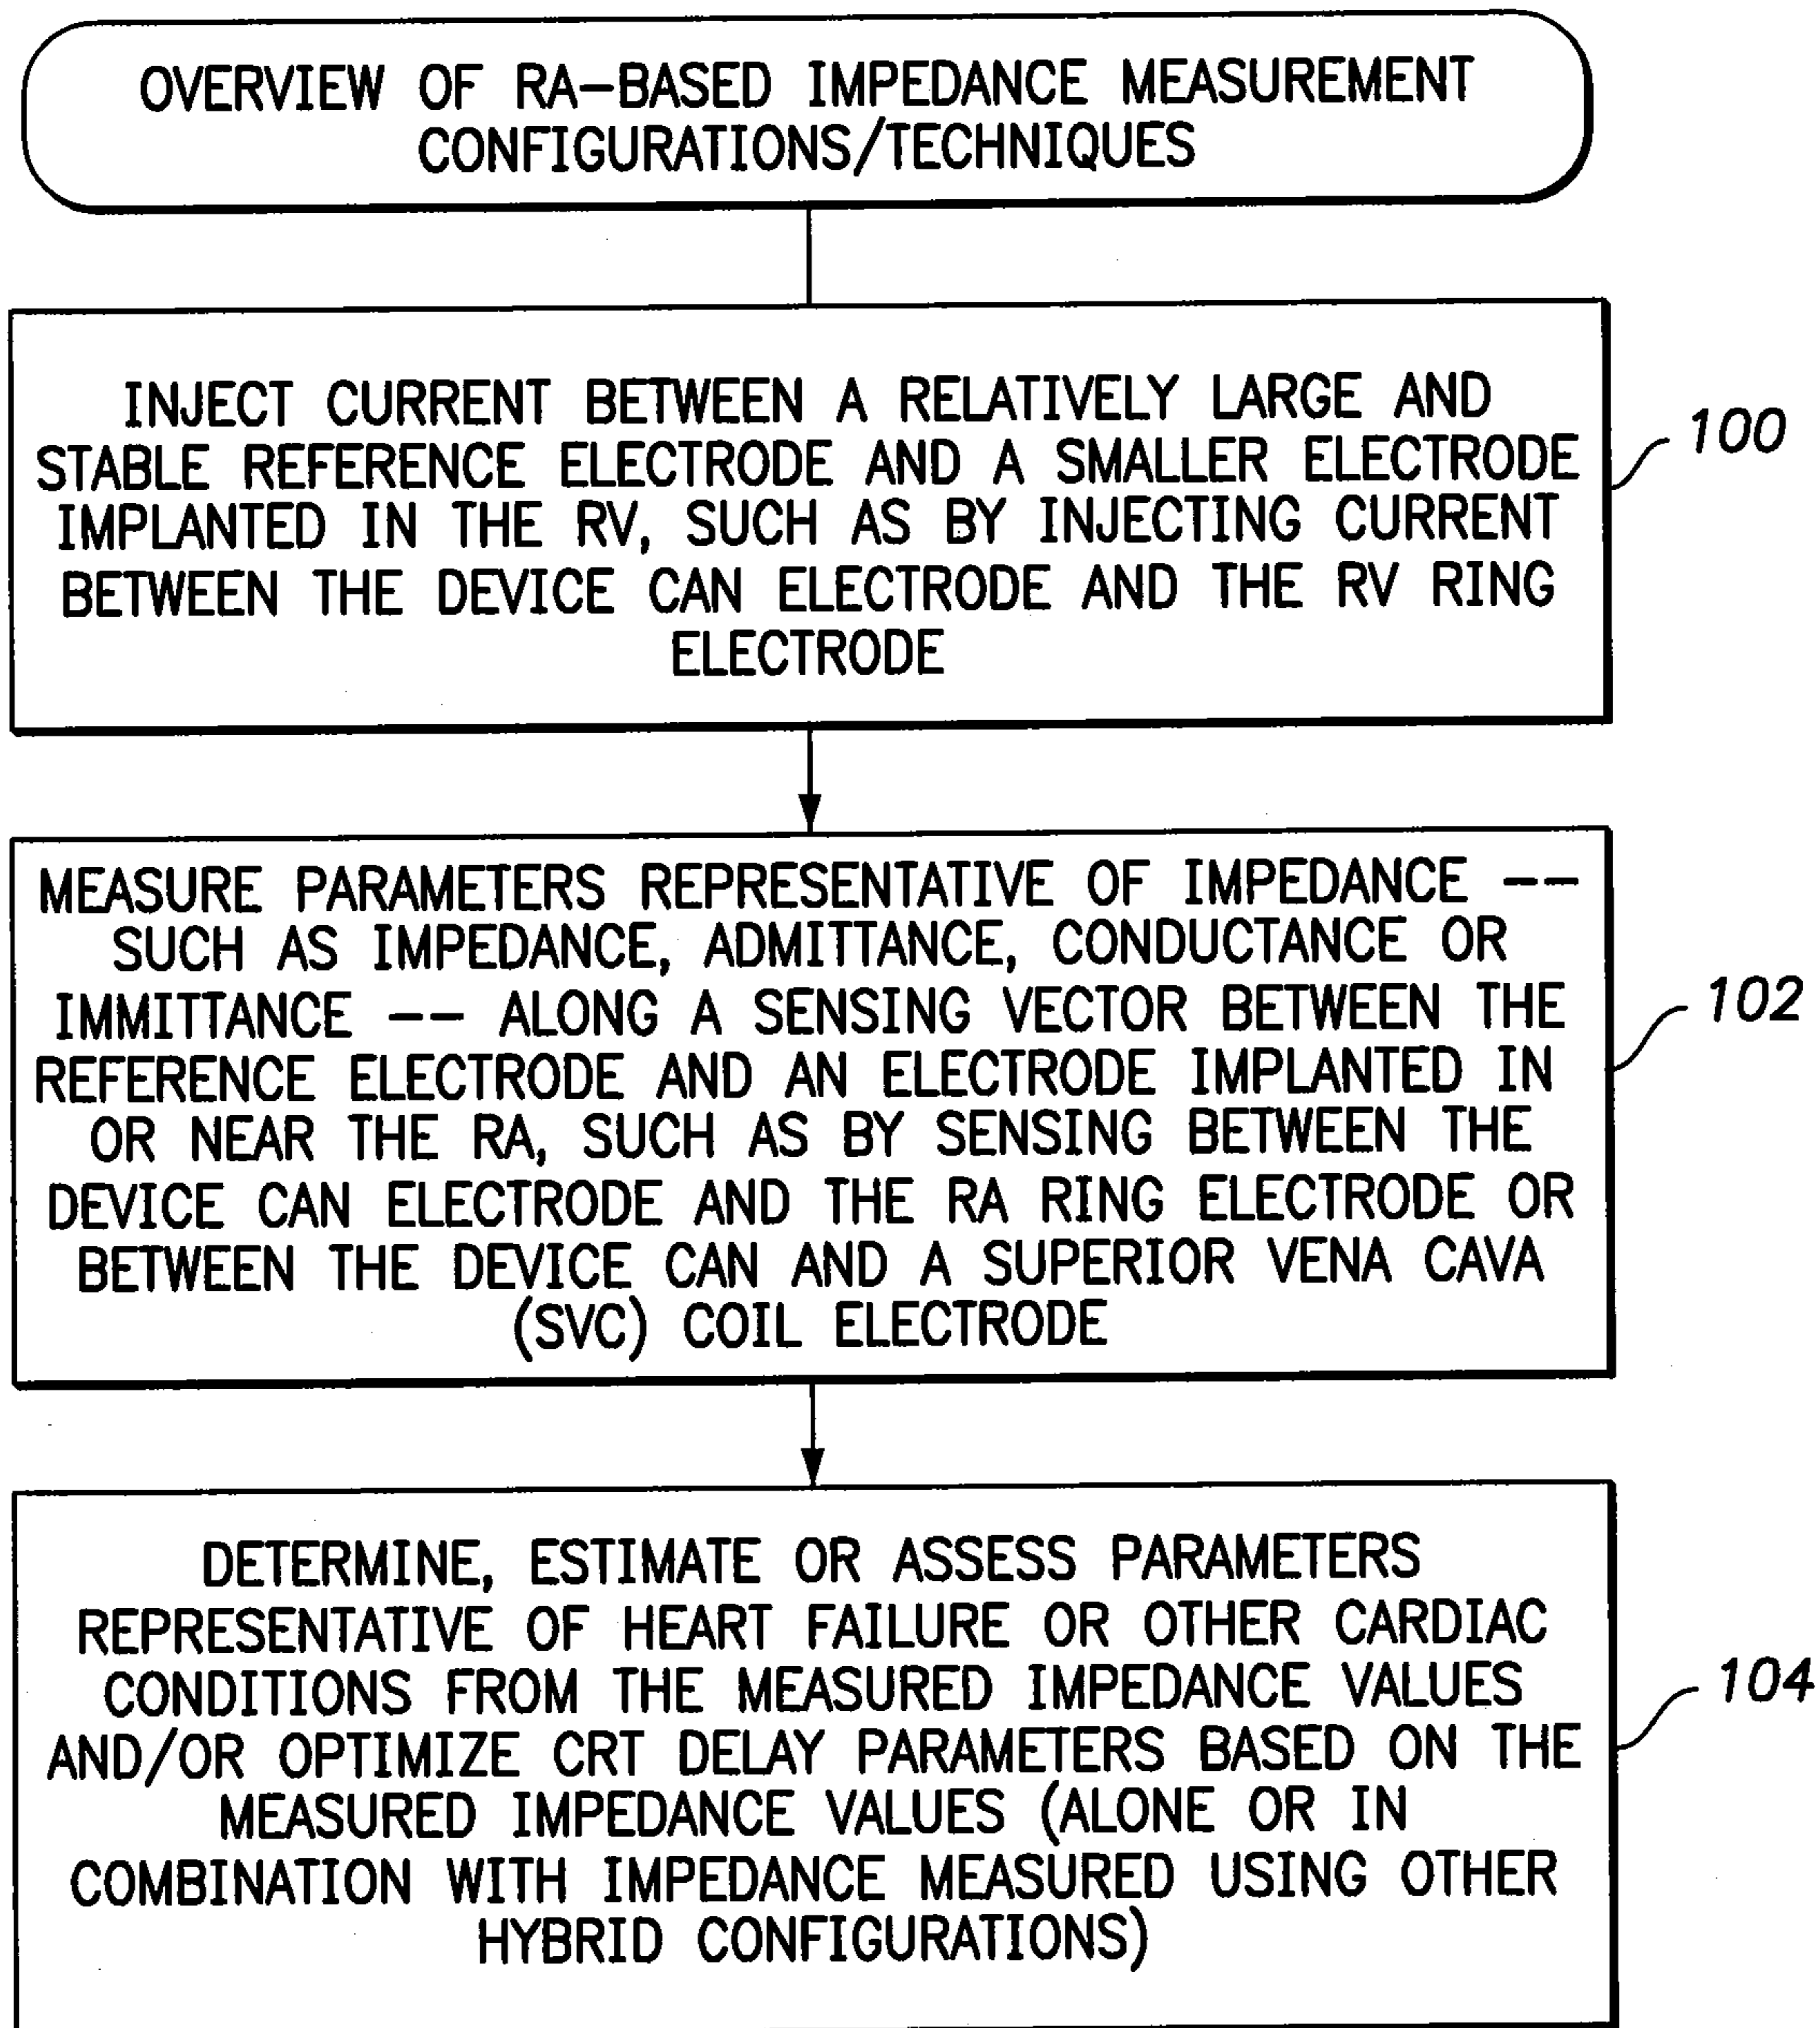 OVERVIEW OF RA-BASED IMPEDANCE MEASUREMENT
CONFIGURATIONS/TECHNIQUES
INJECT CURRENT BETWEEN A RELATIVELY LARGE AND
STABLE REFERENCE ELECTRODE AND A SMALLER ELECTRODE
IMPLANTED IN THE RV, SUCH AS BY INJECTING CURRENT
BETWEEN THE DEVICE CAN ELECTRODE AND THE RV RING
ELECTRODE
100
MEASURE PARAMETERS REPRESENTATIVE OF IMPEDANCE --
SUCH AS IMPEDANCE, ADMITTANCE, CONDUCTANCE OR
IMMITTANCE -- ALONG A SENSING VECTOR BETWEEN THE
REFERENCE ELECTRODE AND AN ELECTRODE IMPLANTED IN
OR NEAR THE RA, SUCH AS BY SENSING BETWEEN THE
DEVICE CAN ELECTRODE AND THE RA RING ELECTRODE OR
BETWEEN THE DEVICE CAN AND A SUPERIOR VENA CAVA
(SVC) COIL ELECTRODE
102
DETERMINE, ESTIMATE OR ASSESS PARAMETERS
REPRESENTATIVE OF HEART FAILURE OR OTHER CARDIAC
CONDITIONS FROM THE MEASURED IMPEDANCE VALUES
AND/OR OPTIMIZE CRT DELAY PARAMETERS BASED ON THE
MEASURED IMPEDANCE VALUES (ALONE OR IN
COMBINATION WITH IMPEDANCE MEASURED USING OTHER
HYBRID CONFIGURATIONS)
104